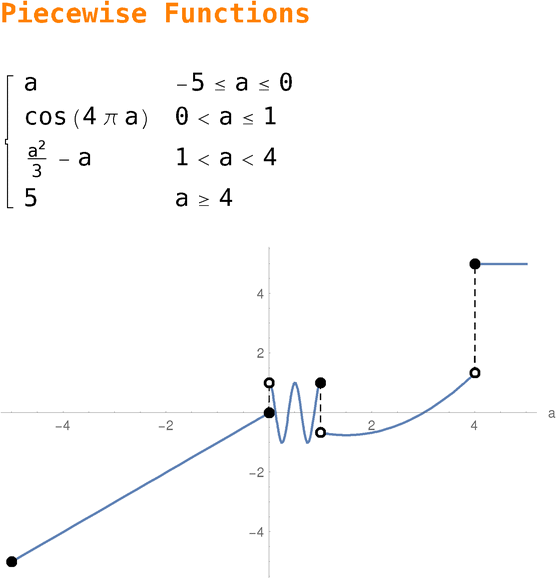 Piecewise Functions
a −5 ≤ a ≤ 0
cos (4 π a) 0 < a ≤ 1
a²/3 − a 1 < a < 4
5 a ≥ 4
4
2
−4 −2 2 4 a
−2
−4